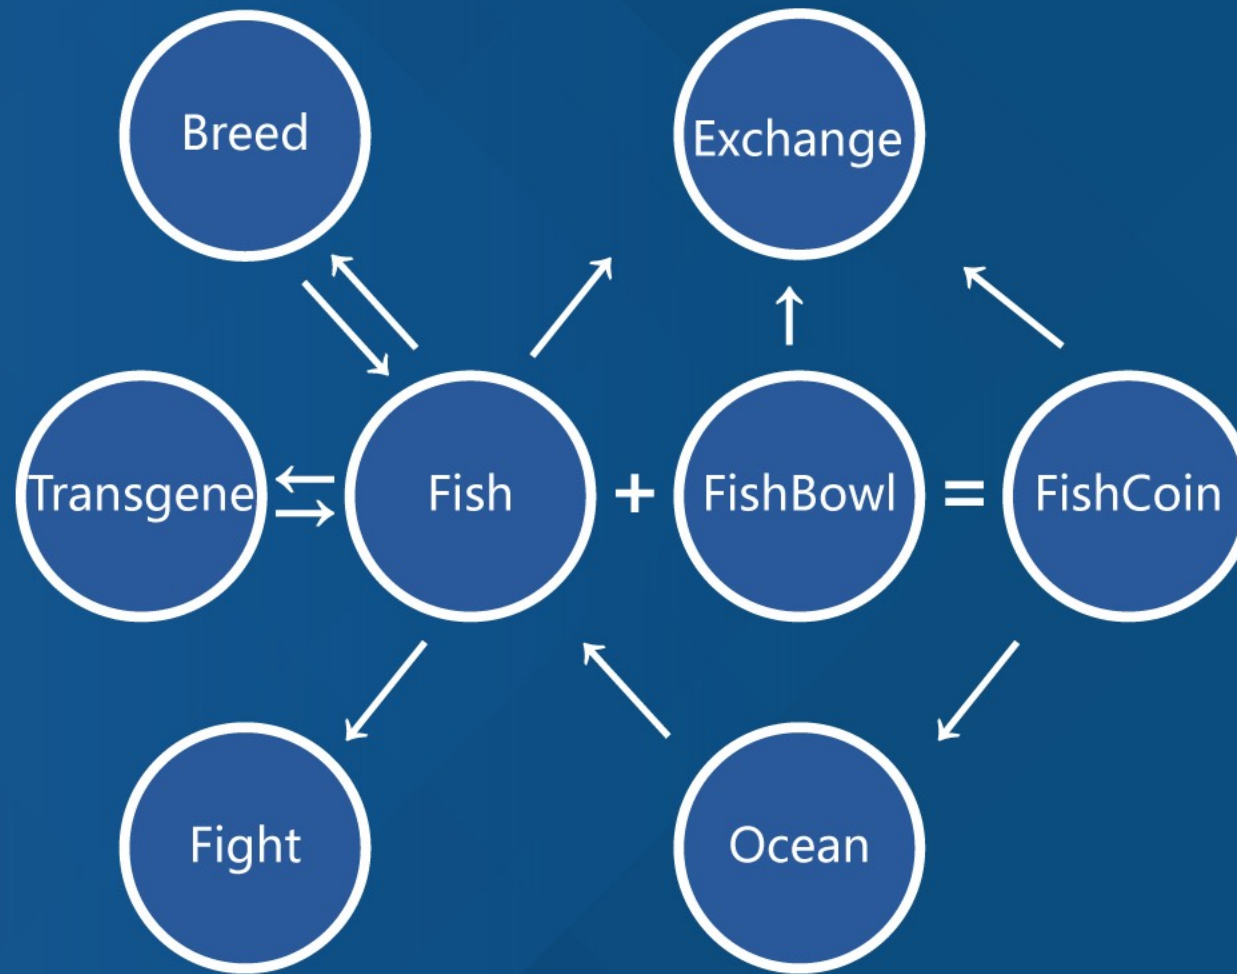 Breed
Exchange
Transgene
Fish
+
FishBowl
=
FishCoin
Fight
Ocean